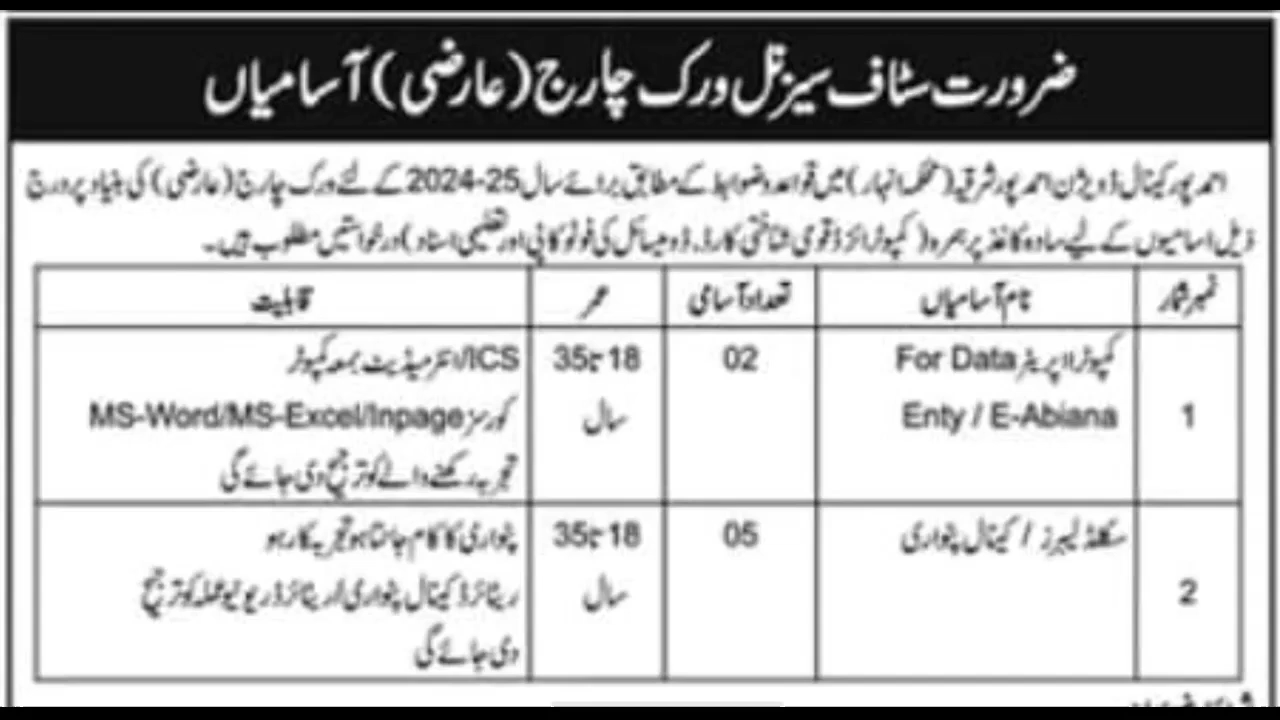 ضرورت سٹاف سیزنل ورک چارج (عارضی) آسامیاں
احمد پور کینال ڈویژن احمد پور شرقیہ (محکمہ انہار) میں قواعد و ضوابط کے مطابق برائے سال 2024-25 کے لئے ورک چارج (عارضی) کی بنیاد پر درج
ذیل اسامیوں کے لیے سادہ کاغذ پر بمعہ (کمپیوٹرائزڈ قومی شناختی کارڈ، ڈومیسائل کی فوٹو کاپی اور تعلیمی اسناد) درخواستیں مطلوب ہیں۔
نمبر شمار نام آسامیاں تعداد آسامی عمر قابلیت
کمپیوٹر آپریٹر For Data 02 18 تا 35 ICS/انٹرمیڈیٹ بمعہ کمپیوٹر
1 Enty / E-Abiana سال کورسز MS-Word/MS-Excel/Inpage
تجربہ رکھنے والے کو ترجیح دی جائے گی
سکلڈ لیبرز / کینال پٹواری 05 18 تا 35 پٹواری کا کام جانتا ہو تجربہ کار ہو
2 سال ریٹائرڈ کینال پٹواری / ریٹائرڈ ریونیو عملہ کو ترجیح
دی جائے گی